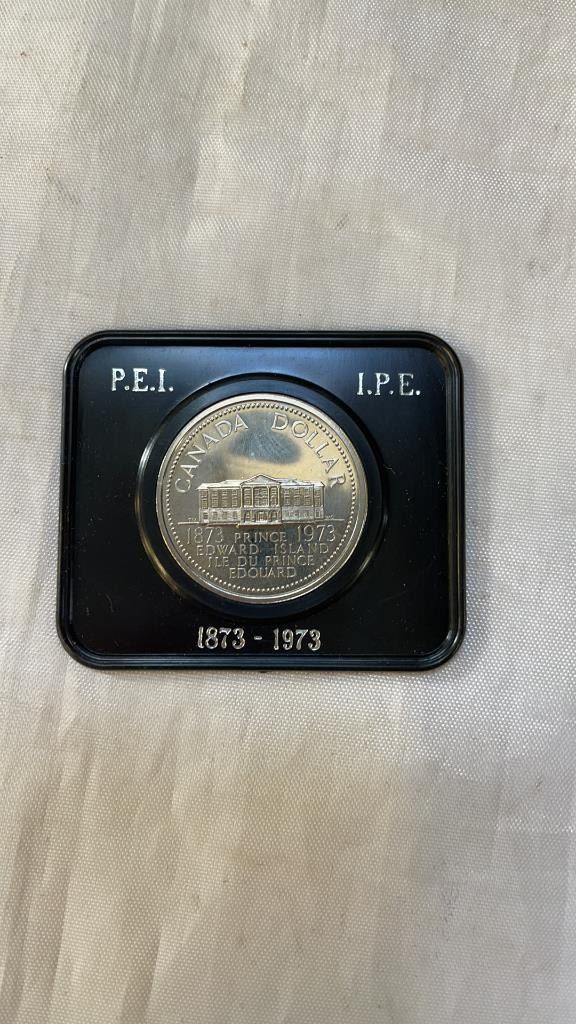 P.E.I. I.P.E.
CANADA DOLLAR
1873 PRINCE 1973
EDWARD ISLAND
ILE DU PRINCE
EDOUARD
1873 - 1973